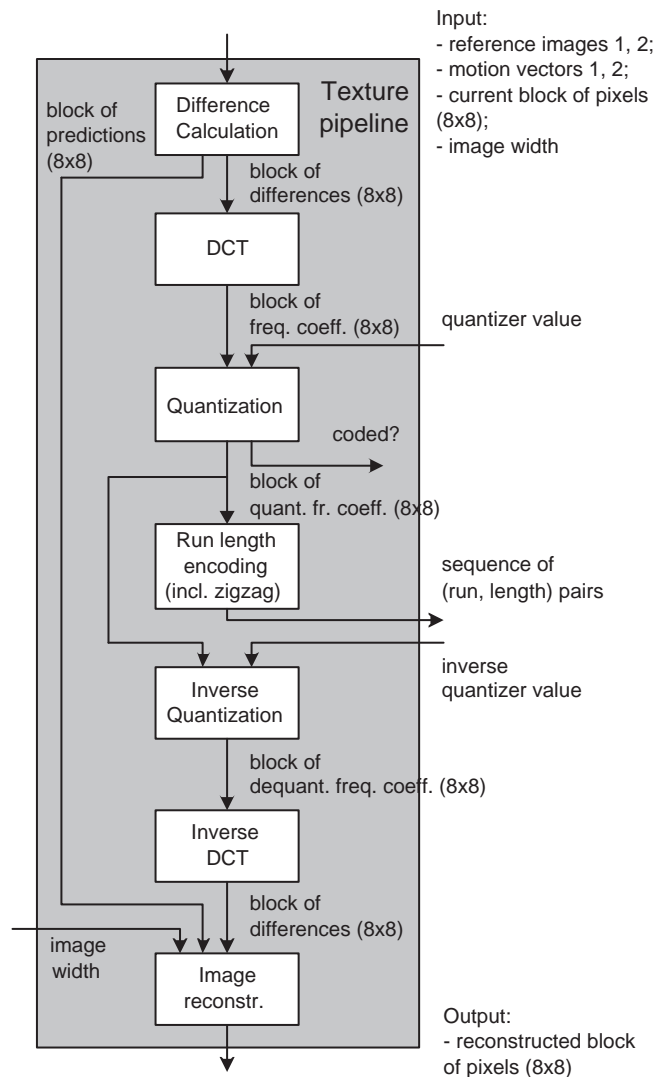 Input:
- reference images 1, 2;
- motion vectors 1, 2;
- current block of pixels
(8x8);
- image width
Texture
pipeline
block of
predictions
(8x8)
Difference
Calculation
block of
differences (8x8)
DCT
block of
freq. coeff. (8x8)
quantizer value
Quantization
coded?
block of
quant. fr. coeff. (8x8)
Run length
encoding
(incl. zigzag)
sequence of
(run, length) pairs
inverse
quantizer value
Inverse
Quantization
block of
dequant. freq. coeff. (8x8)
Inverse
DCT
block of
differences (8x8)
image
width
Image
reconstr.
Output:
- reconstructed block
of pixels (8x8)